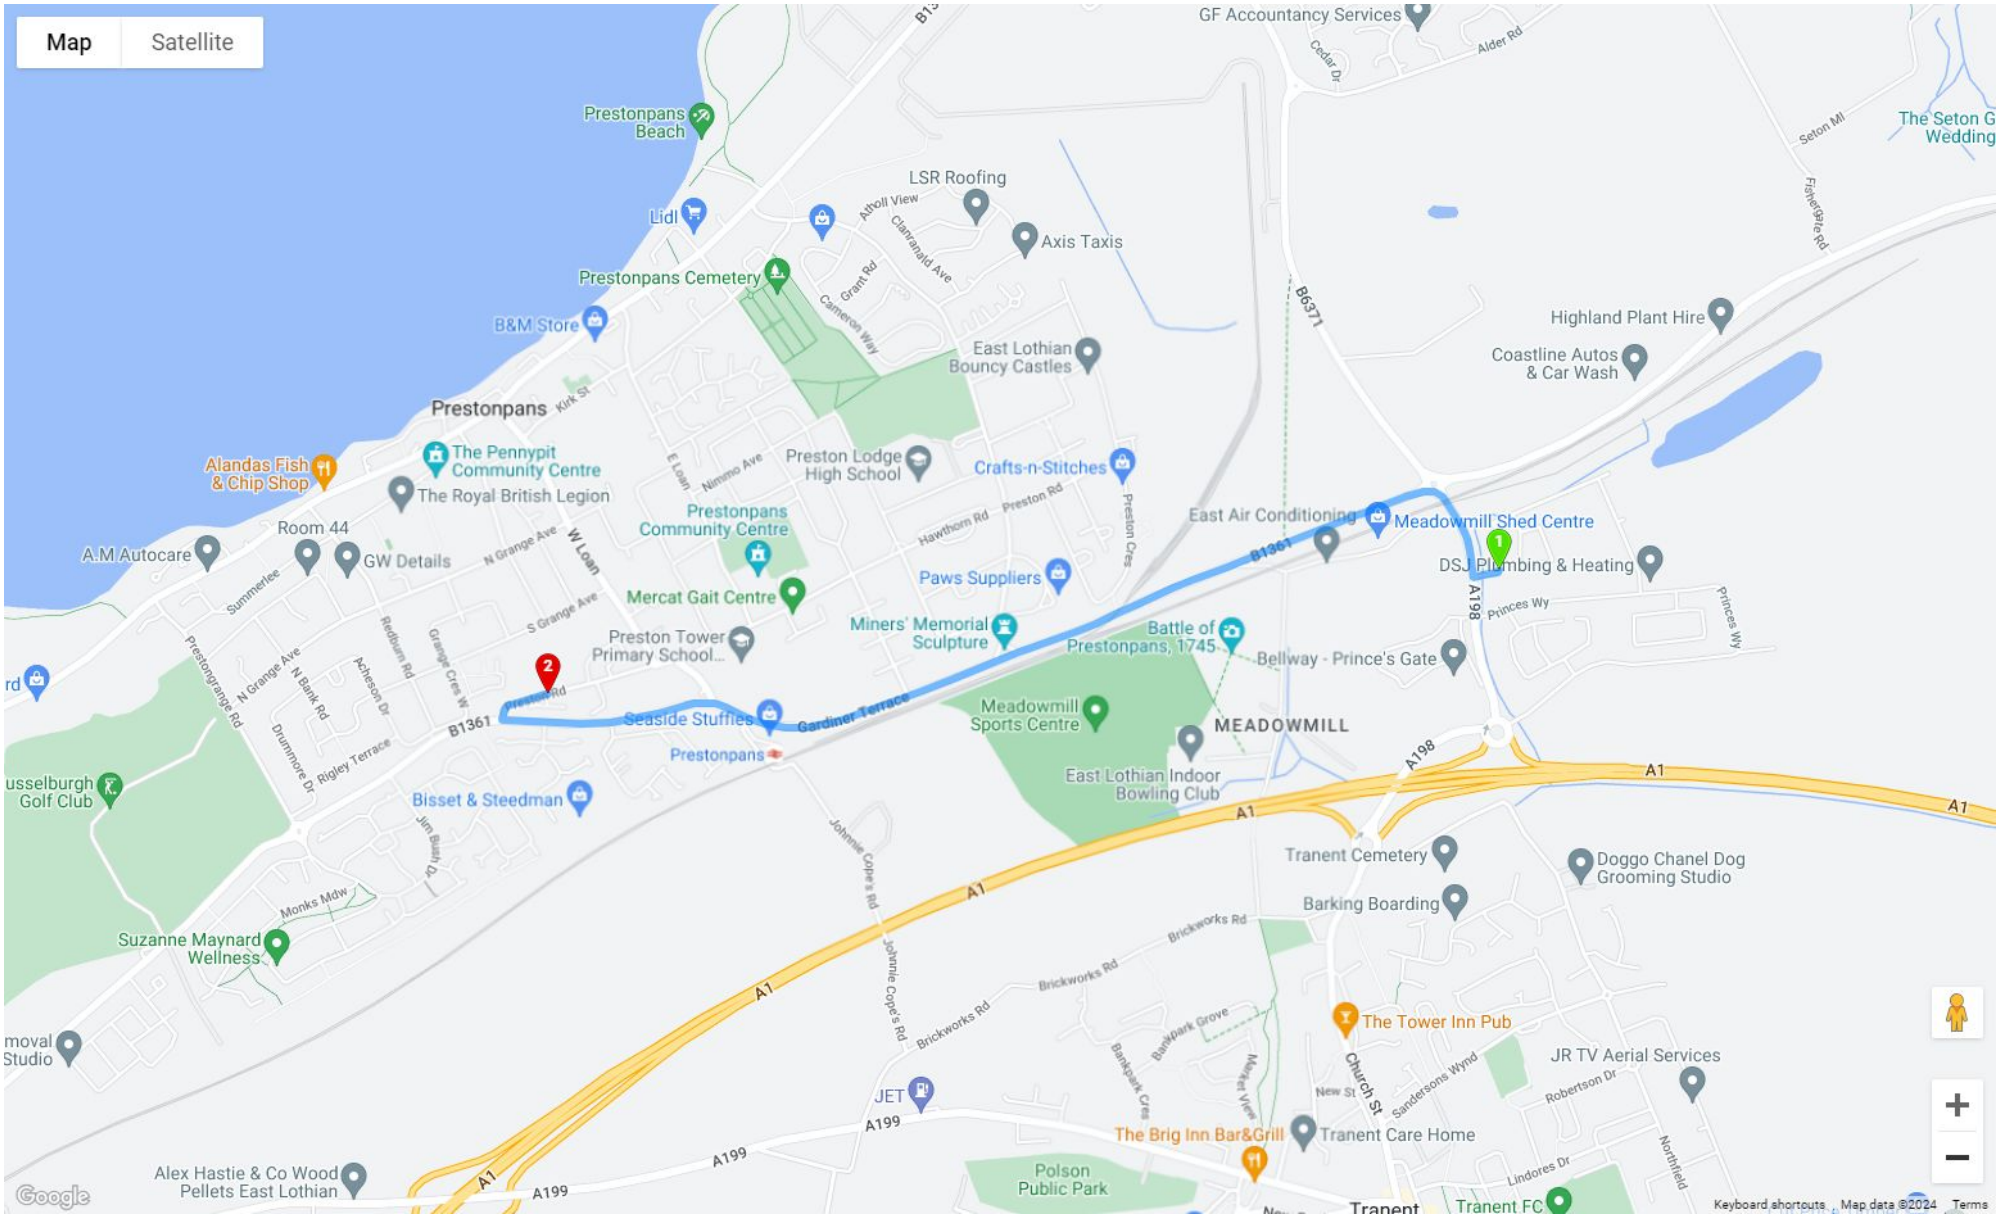 Map
Satellite
B13
GF Accountancy Services
Alder Rd
Cedar Dr
Prestonpans
Beach
The Seton G
Wedding
Seton Ml
Fishergate Rd
LSR Roofing
Atholl View
Clanranald Ave
Lidl
Axis Taxis
Prestonpans Cemetery
Grant Rd
Cameron Way
B&M Store
B6371
Highland Plant Hire
East Lothian
Bouncy Castles
Coastline Autos
& Car Wash
Prestonpans
Kirk St
The Pennypit
Community Centre
Alandas Fish
& Chip Shop
The Royal British Legion
E Loan
Nimmo Ave
Preston Lodge
High School
Crafts-n-Stitches
Preston Rd
Hawthorn Rd
Preston Cres
Prestonpans
Community Centre
East Air Conditioning
Meadowmill Shed Centre
Room 44
A.M Autocare
GW Details
N Grange Ave
W Loan
B1361
1
DSJ Plumbing & Heating
A198
Princes Wy
Princes Wy
Summerlee
Paws Suppliers
Mercat Gait Centre
S Grange Ave
Miners' Memorial
Sculpture
Battle of
Prestonpans, 1745
Preston Tower
Primary School...
Bellway - Prince's Gate
Prestongrange Rd
Redburn Rd
Grange Cres W
N Grange Ave
N Bank Rd
Acheson Dr
2
Preston Rd
rd
B1361
Seaside Stuffies
Gardiner Terrace
Meadowmill
Sports Centre
MEADOWMILL
Drummore Dr
Rigley Terrace
Prestonpans
A198
A1
East Lothian Indoor
Bowling Club
usselburgh
Golf Club
Bisset & Steedman
A1
A1
Jim Bush Dr
Johnnie Cope's Rd
Tranent Cemetery
Doggo Chanel Dog
Grooming Studio
A1
Barking Boarding
Monks Mdw
Brickworks Rd
Suzanne Maynard
Wellness
Johnnie Cope's Rd
Brickworks Rd
A1
Brickworks Rd
Bankpark Grove
The Tower Inn Pub
moval
Studio
Bankpark Cres
Market View
Church St
Sandersons Wynd
JR TV Aerial Services
Robertson Dr
JET
New St
A199
The Brig Inn Bar&Grill
Tranent Care Home
Northfield
A199
Alex Hastie & Co Wood
Pellets East Lothian
A1
A199
Polson
Public Park
Lindores Dr
Tranent
Tranent FC
Google
Keyboard shortcuts
Map data ©2024
Terms